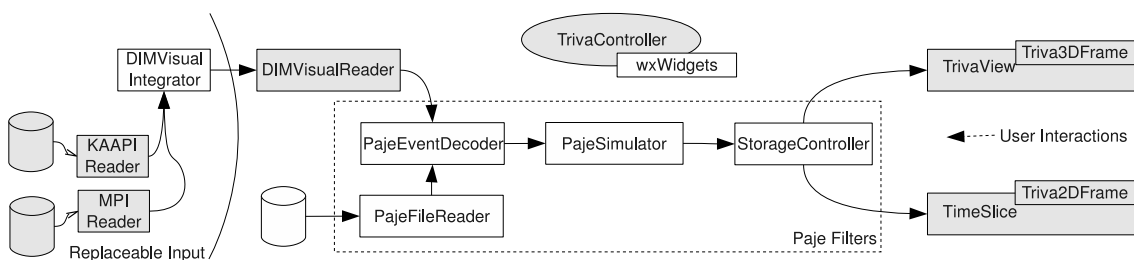 DIMVisual
Integrator
DIMVisualReader
TrivaController
wxWidgets
Triva3DFrame
TrivaView
KAAPI
Reader
MPI
Reader
Replaceable Input
PajeEventDecoder
PajeSimulator
StorageController
PajeFileReader
Paje Filters
User Interactions
Triva2DFrame
TimeSlice